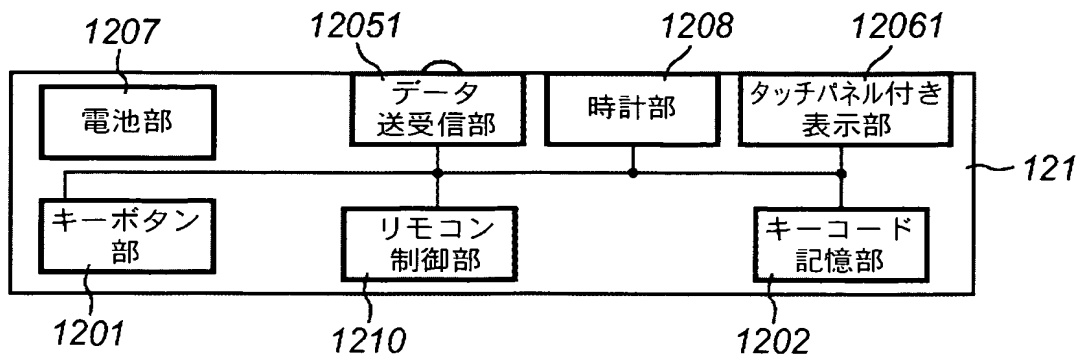 1207
12051
1208
12061
電池部
データ
送受信部
時計部
タッチパネル付き
表示部
121
キーボタン
部
リモコン
制御部
キーコード
記憶部
1201
1210
1202